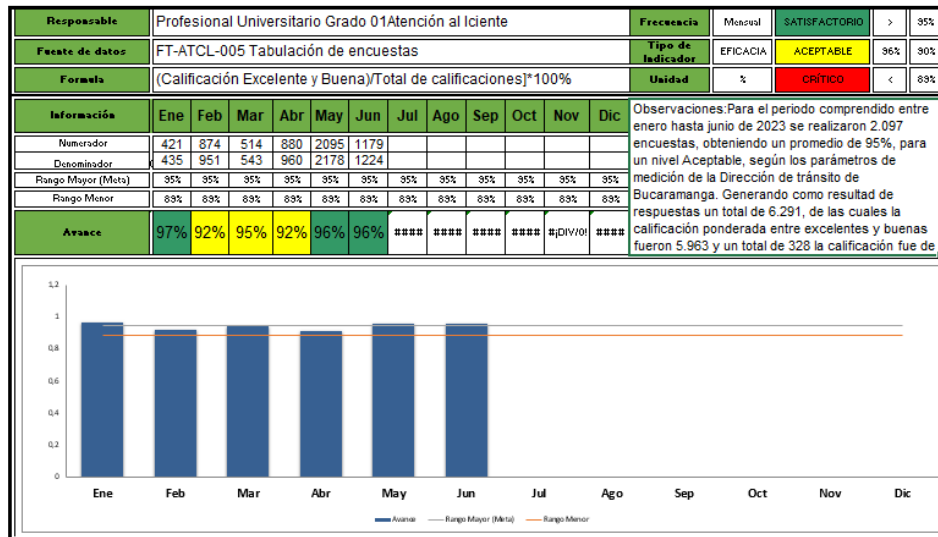 Responsable Profesional Universitario Grado 01Atención al Iciente Frecuencia Mensual SATISFACTORIO > 95%
Fuente de datos FT-ATCL-005 Tabulación de encuestas Tipo de Indicador EFICACIA ACEPTABLE 96% 90%
Formula (Calificación Excelente y Buena)/Total de calificaciones]*100% Unidad % CRÍTICO < 89%
Información Ene Feb Mar Abr May Jun Jul Ago Sep Oct Nov Dic
Numerador 421 874 514 880 2095 1179
Denominador 435 951 543 960 2178 1224
Rango Mayor (Meta) 95% 95% 95% 95% 95% 95% 95% 95% 95% 95% 95% 95%
Rango Menor 89% 89% 89% 89% 89% 89% 89% 89% 89% 89% 89% 89%
Avance 97% 92% 95% 92% 96% 96% #### #### #### #### #¡DIV/0! ####
Observaciones:Para el periodo comprendido entre
enero hasta junio de 2023 se realizaron 2.097
encuestas, obteniendo un promedio de 95%, para
un nivel Aceptable, según los parámetros de
medición de la Dirección de tránsito de
Bucaramanga. Generando como resultad de
respuestas un total de 6.291, de las cuales la
calificación ponderada entre excelentes y buenas
fueron 5.963 y un total de 328 la calificación fue de
1,2
1
0,8
0,6
0,4
0,2
0
Ene Feb Mar Abr May Jun Jul Ago Sep Oct Nov Dic
Avance Rango Mayor (Meta) Rango Menor